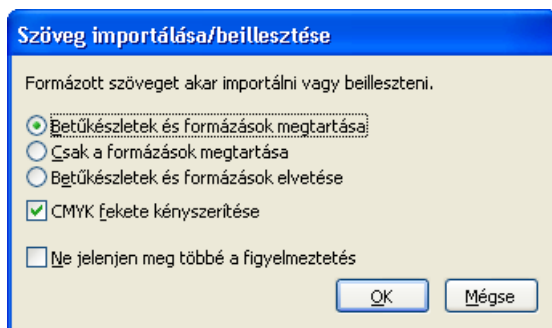 Szöveg importálása/beillesztése
Formázott szöveget akar importálni vagy beilleszteni.
Betűkészletek és formázások megtartása
Csak a formázások megtartása
Betűkészletek és formázások elvetése
CMYK fekete kényszerítése
Ne jelenjen meg többé a figyelmeztetés
OK Mégse